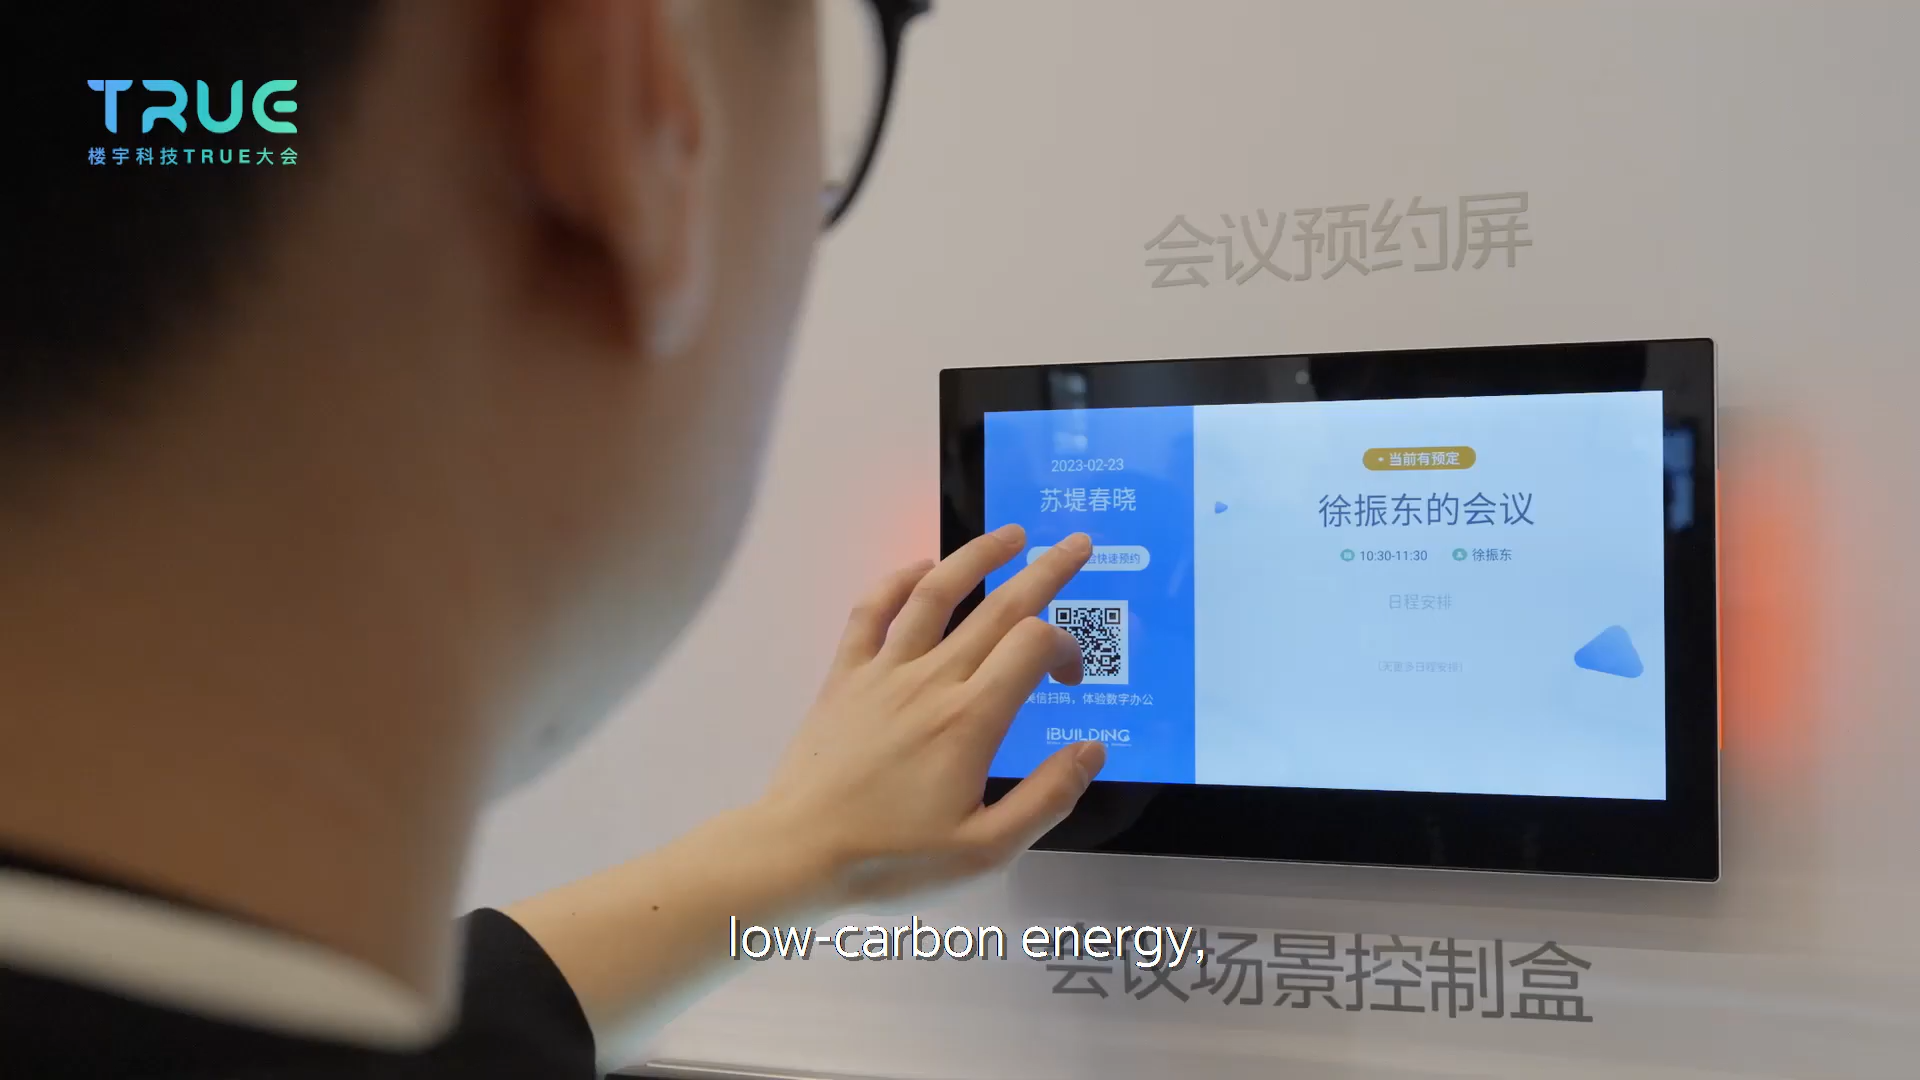 TRUE
楼宇科技TRUE大会
会议预约屏
2023-02-23
苏堤春晓
快速预约
信扫码，体验数字办公
iBUILDING
当前有预定
徐振东的会议
10:30-11:30 徐振东
日程安排
low-carbon energy,
会议场景控制盒